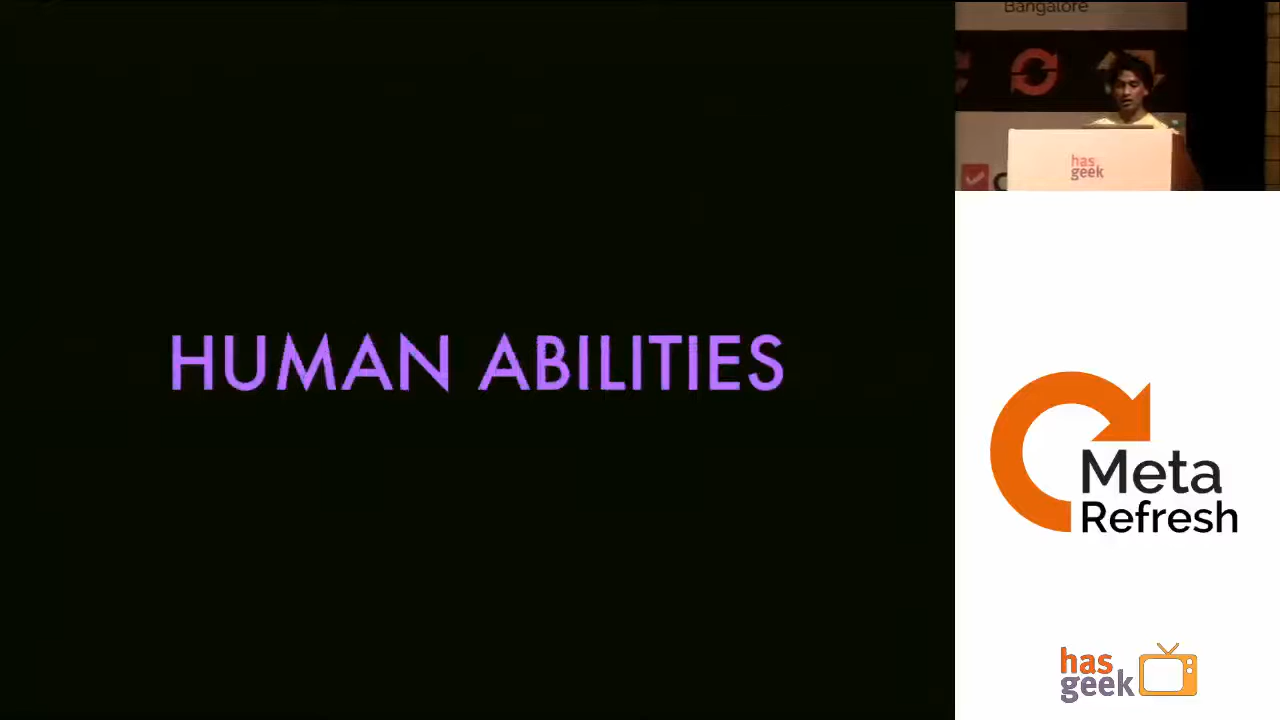 HUMAN ABILITIES
Bangalore
has
geek
Meta
Refresh
has
geek